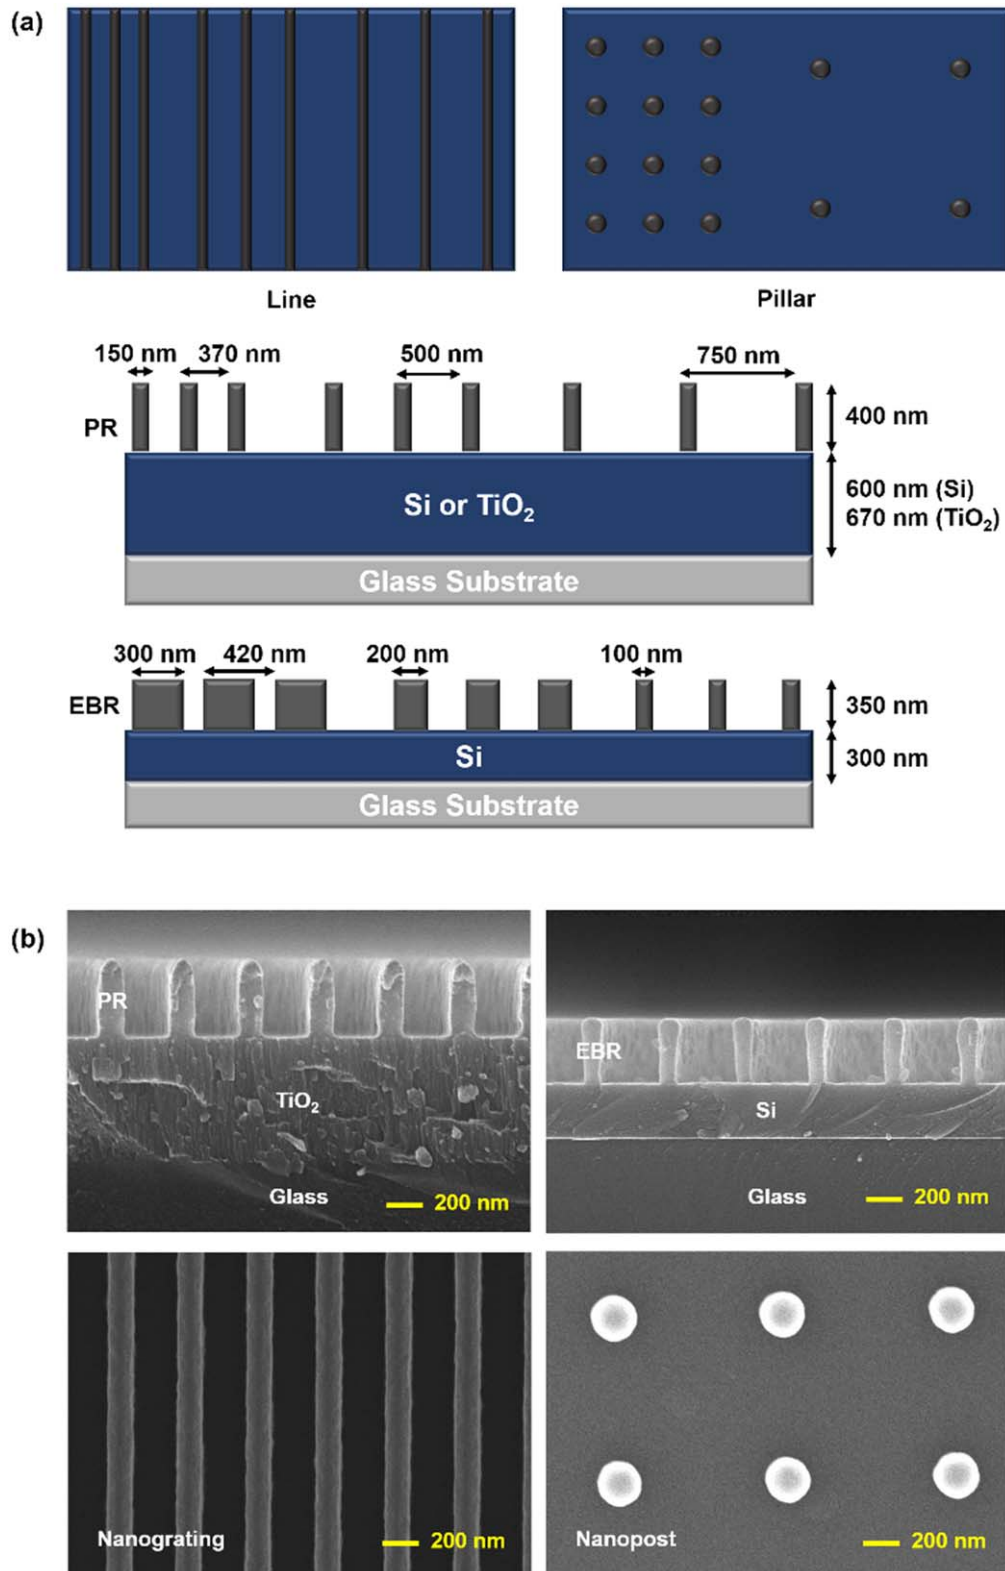 (a)
Line
Pillar
150 nm 370 nm 500 nm 750 nm
PR
400 nm
Si or TiO₂
600 nm (Si)
670 nm (TiO₂)
Glass Substrate
300 nm 420 nm 200 nm 100 nm
EBR
350 nm
Si
300 nm
Glass Substrate
(b)
PR
TiO₂
Glass
200 nm
EBR
Si
Glass
200 nm
Nanograting
200 nm
Nanopost
200 nm